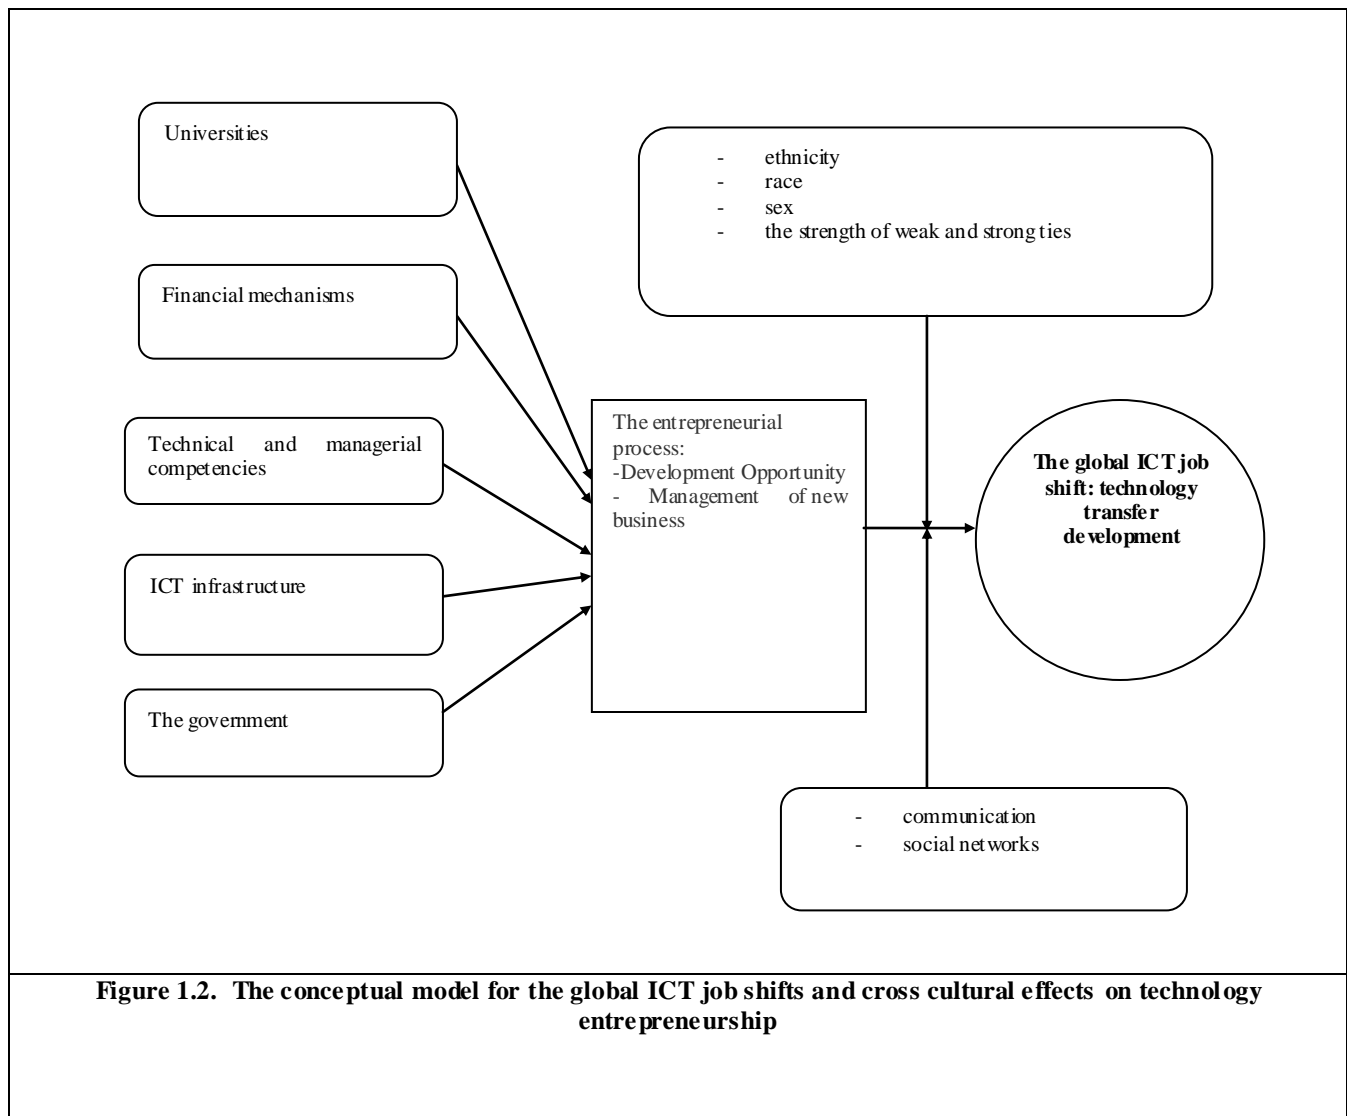 Universities
Financial mechanisms
Technical and managerial
competencies
ICT infrastructure
The government
- ethnicity
- race
- sex
- the strength of weak and strong ties
The entrepreneurial
process:
-Development Opportunity
- Management of new
business
The global ICT job
shift: technology
transfer
development
- communication
- social networks
Figure 1.2. The conceptual model for the global ICT job shifts and cross cultural effects on technology
entrepreneurship